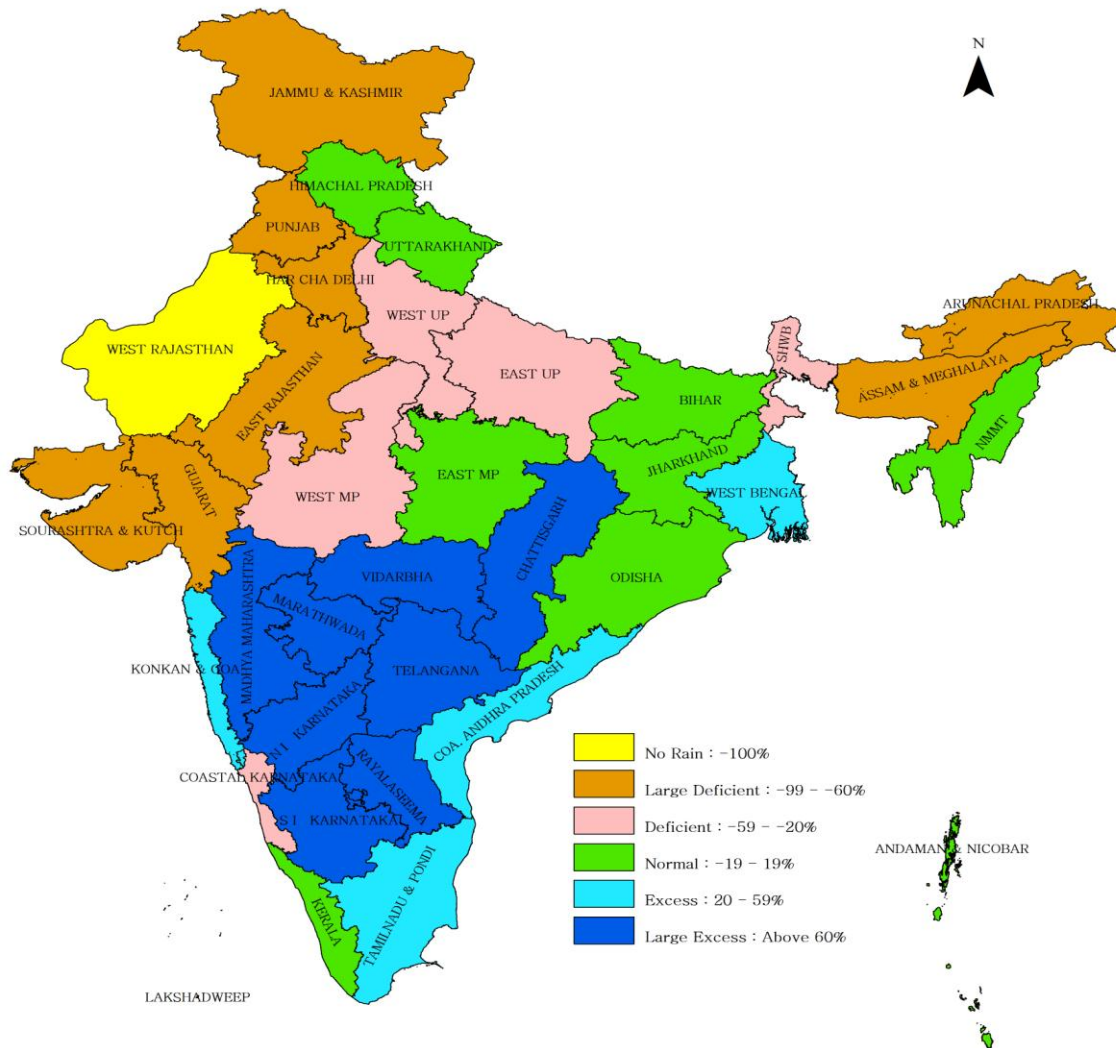 N
JAMMU & KASHMIR
HIMACHAL PRADESH
PUNJAB
UTTARAKHAND
HAR CHA DELHI
ARUNACHAL PRADESH
WEST UP
SHWB
WEST RAJASTHAN
ASSAM & MEGHALAYA
EAST UP
EAST RAJASTHAN
BIHAR
NMMT
JHARKHAND
EAST MP
GUJARAT
WEST MP
WEST BENGAL
SOURASHTRA & KUTCH
CHATTISGARH
VIDARBHA
ODISHA
MADHYA MAHARASHTRA
MARATHWADA
KONKAN & GOA
TELANGANA
COA. ANDHRA PRADESH
N I KARNATAKA
COASTAL KARNATAKA
RAYALASEEMA
S I KARNATAKA
ANDAMAN & NICOBAR
KERALA
TAMILNADU & PONDI
LAKSHADWEEP
No Rain : -100%
Large Deficient : -99 - -60%
Deficient : -59 - -20%
Normal : -19 - 19%
Excess : 20 - 59%
Large Excess : Above 60%